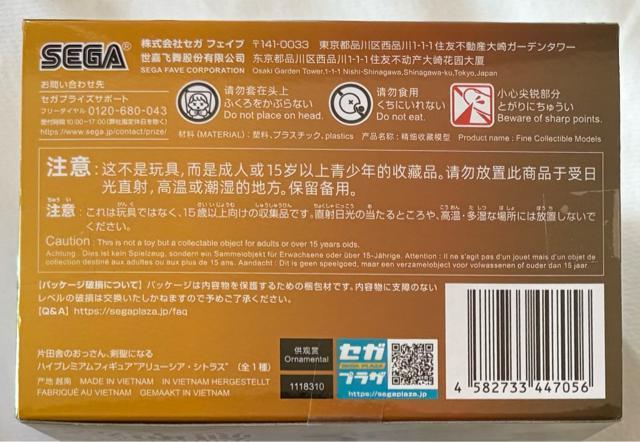 SEGA®
株式会社セガ フェイブ 〒141-0033 東京都品川区西品川1-1-1 住友不動産大崎ガーデンタワー
世嘉飞舞股份有限公司 东京都品川区西品川1-1-1 住友不动产大崎花园大厦
SEGA FAVE CORPORATION Osaki Garden Tower,1-1-1 Nishi-Shinagawa,Shinagawa-ku,Tokyo,Japan
お問い合わせ先
セガプライズサポート
フリーダイヤル 0120-680-043
受付時間 10:00~17:00(弊社指定休日を除く)
https://www.sega.jp/contact/prize/
请勿套在头上
ふくろをかぶらない
Do not place on head.
请勿食用
くちにいれない
Do not eat.
小心尖锐部分
とがりにちゅうい
Beware of sharp points.
材料 (MATERIAL) : 塑料, プラスチック, plastics 产品名称 : 精细收藏模型 Product name : Fine Collectible Models
注意 : 这不是玩具,而是成人或15岁以上青少年的收藏品。请勿放置此商品于受日
光直射,高温或潮湿的地方。保留备用。
注意 : これは玩具ではなく、15歳以上向けの収集品です。直射日光の当たるところや、高温・多湿な場所には放置しないで
ください。
Caution : This is not a toy but a collectable object for adults or over 15 years olds.
Achtung : Dies ist kein Spielzeug, sondern ein Sammelobjekt für Erwachsene oder über 15-Jährige. Attention : Il ne s'agit pas d'un jouet mais d'un objet de
collection destiné aux adultes ou aux plus de 15 ans. Aandacht : Dit is geen speelgoed, maar een verzamelobject voor volwassenen of ouder dan 15 jaar.
【パッケージ破損について】パッケージは内容物を保護するための梱包材です。内容物に支障のない
レベルの破損は交換いたしかねますので予めご了承ください。
【Q&A】https://segaplaza.jp/faq
片田舎のおっさん、剣聖になる
ハイプレミアムフィギュア"アリューシア・シトラス" (全1種)
产地 越南 MADE IN VIETNAM IN VIETNAM HERGESTELLT
FABRIQUÉ AU VIETNAM GEMAAKT IN VIETNAM
供观赏
Ornamental
1118310
セガ
SEGA PLAZA
プラザ
https://segaplaza.jp
4 582733 447056